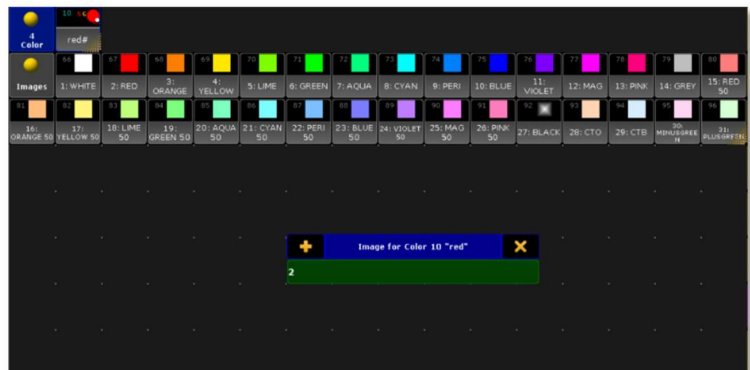 10
4
Color
red#
66 67 68 69 70 71 72 73 74 75 76 77 78 79 80
Images
1: WHITE
2: RED
3:
ORANGE
4:
YELLOW
5: LIME
6: GREEN
7: AQUA
8: CYAN
9: PERI
10: BLUE
11:
VIOLET
12: MAG
13: PINK
14: GREY
15: RED
50
81 82 83 84 85 86 87 88 89 90 91 92 93 94 95 96
16:
ORANGE 50
17:
YELLOW 50
18: LIME
50
19:
GREEN 50
20: AQUA
50
21: CYAN
50
22: PERI
50
23: BLUE
50
24: VIOLET
50
25: MAG
50
26: PINK
50
27: BLACK
28: CTO
29: CTB
30:
MINUSGREE
N
31:
PLUSGREEN
Image for Color 10 "red"
2